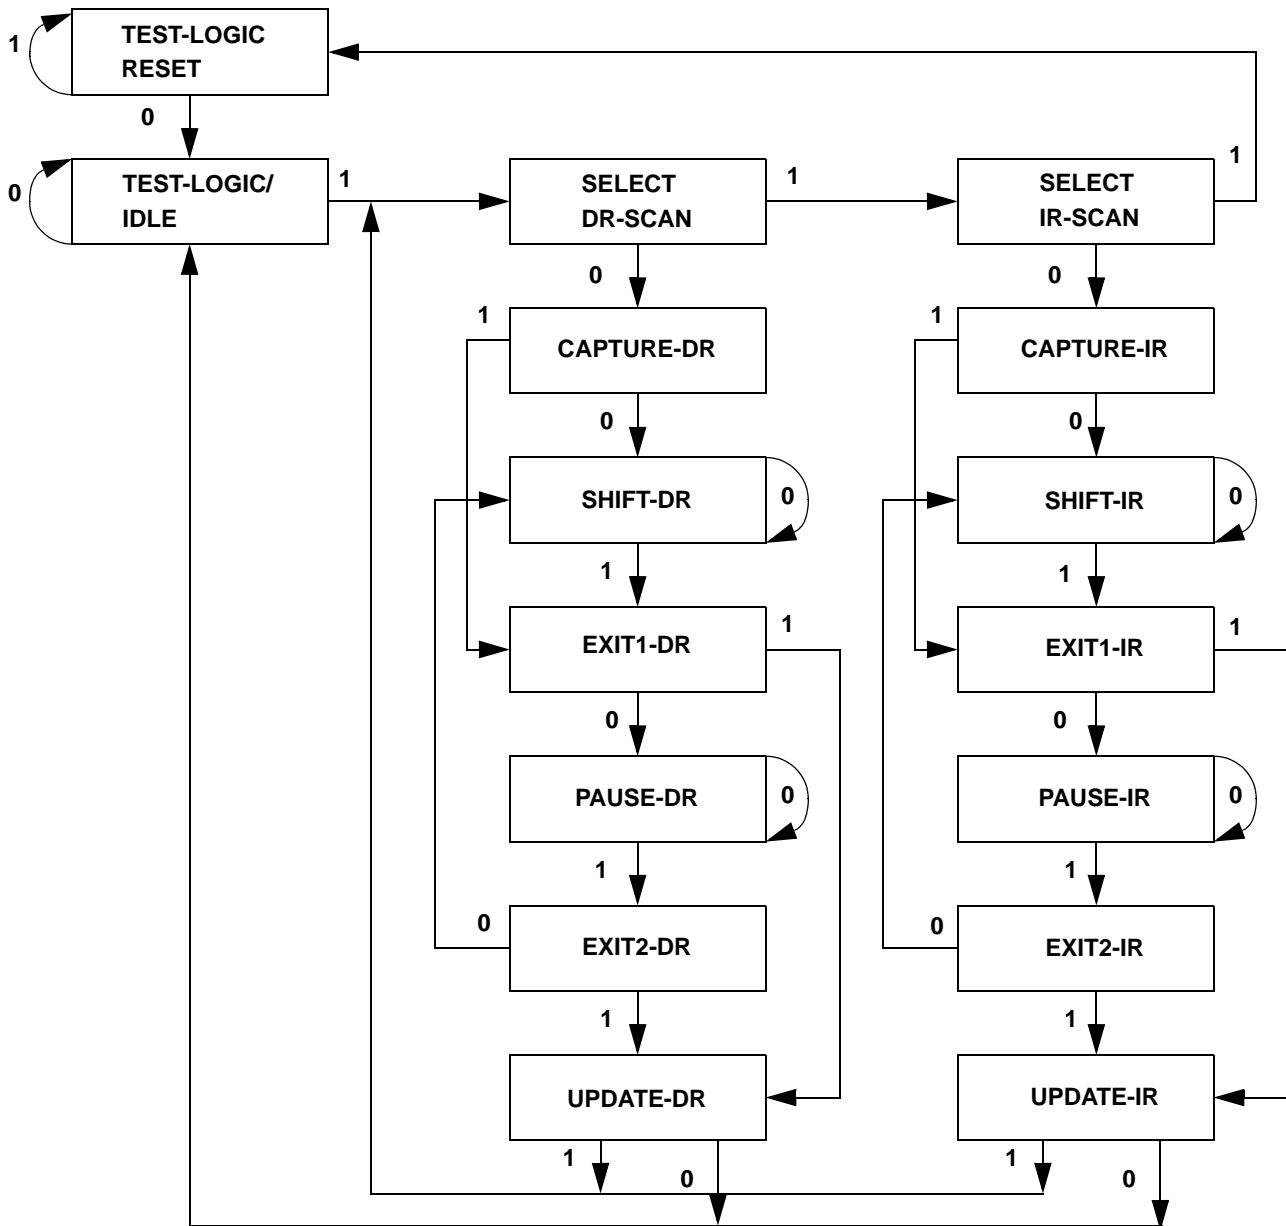 1
TEST-LOGIC
RESET
0
0
TEST-LOGIC/
IDLE
1
SELECT
DR-SCAN
1
SELECT
IR-SCAN
1
0
0
1
CAPTURE-DR
1
CAPTURE-IR
0
0
SHIFT-DR
0
SHIFT-IR
0
1
1
EXIT1-DR
1
EXIT1-IR
1
0
0
PAUSE-DR
0
PAUSE-IR
0
1
1
0
EXIT2-DR
0
EXIT2-IR
1
1
UPDATE-DR
UPDATE-IR
1
0
1
0